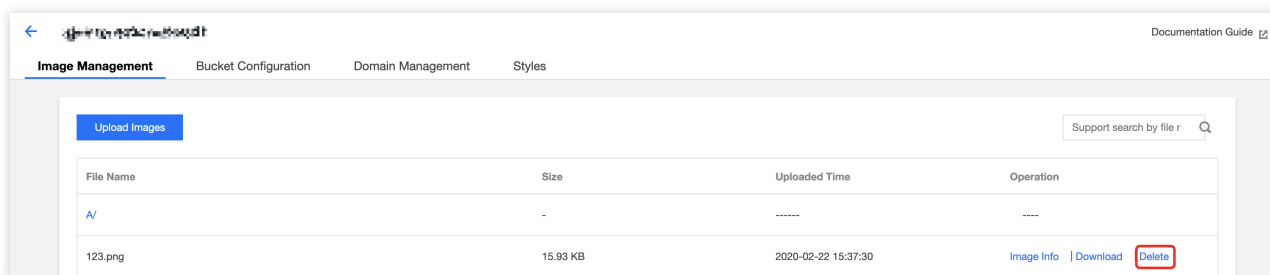 Documentation Guide
Image Management Bucket Configuration Domain Management Styles
Upload Images Support search by file r
File Name Size Uploaded Time Operation
A/ - ------ ----
123.png 15.93 KB 2020-02-22 15:37:30 Image Info | Download Delete